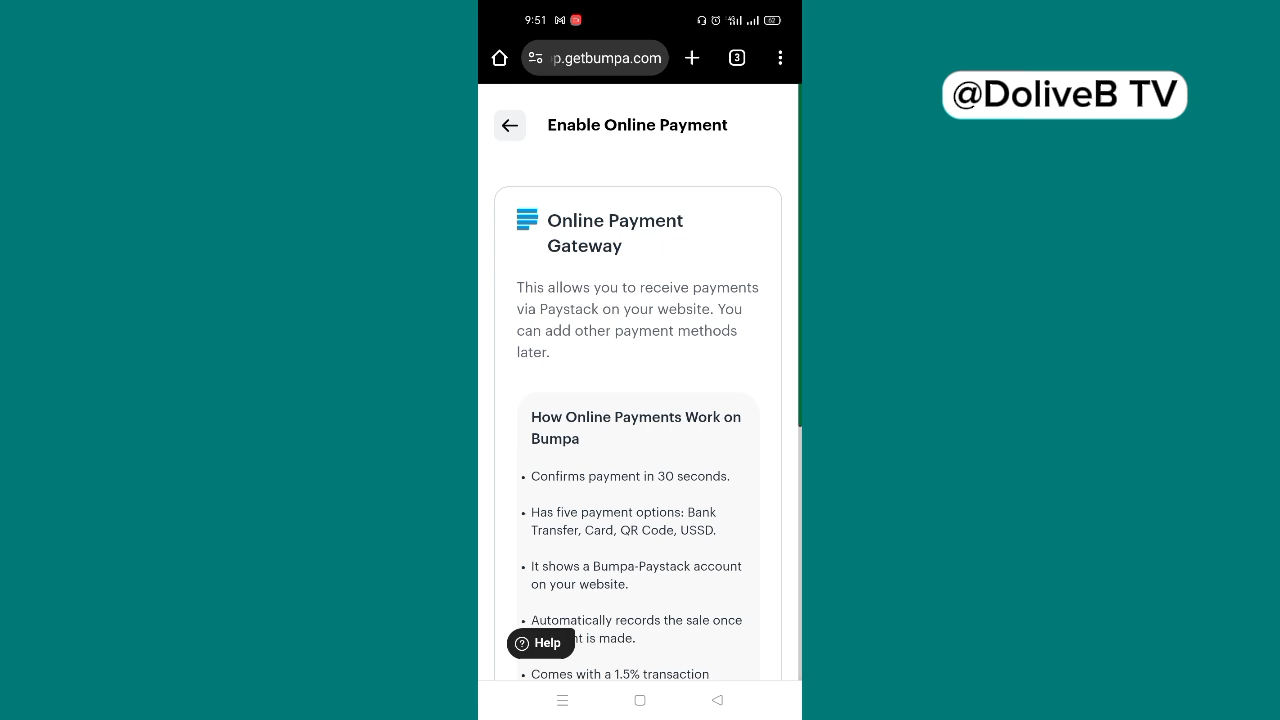 9:51
62
p.getbumpa.com
3
@DoliveB TV
Enable Online Payment
Online Payment
Gateway
This allows you to receive payments
via Paystack on your website. You
can add other payment methods
later.
How Online Payments Work on
Bumpa
• Confirms payment in 30 seconds.
• Has five payment options: Bank
Transfer, Card, QR Code, USSD.
• It shows a Bumpa-Paystack account
on your website.
• Automatically records the sale once
is made.
? Help
• Comes with a 1.5% transaction